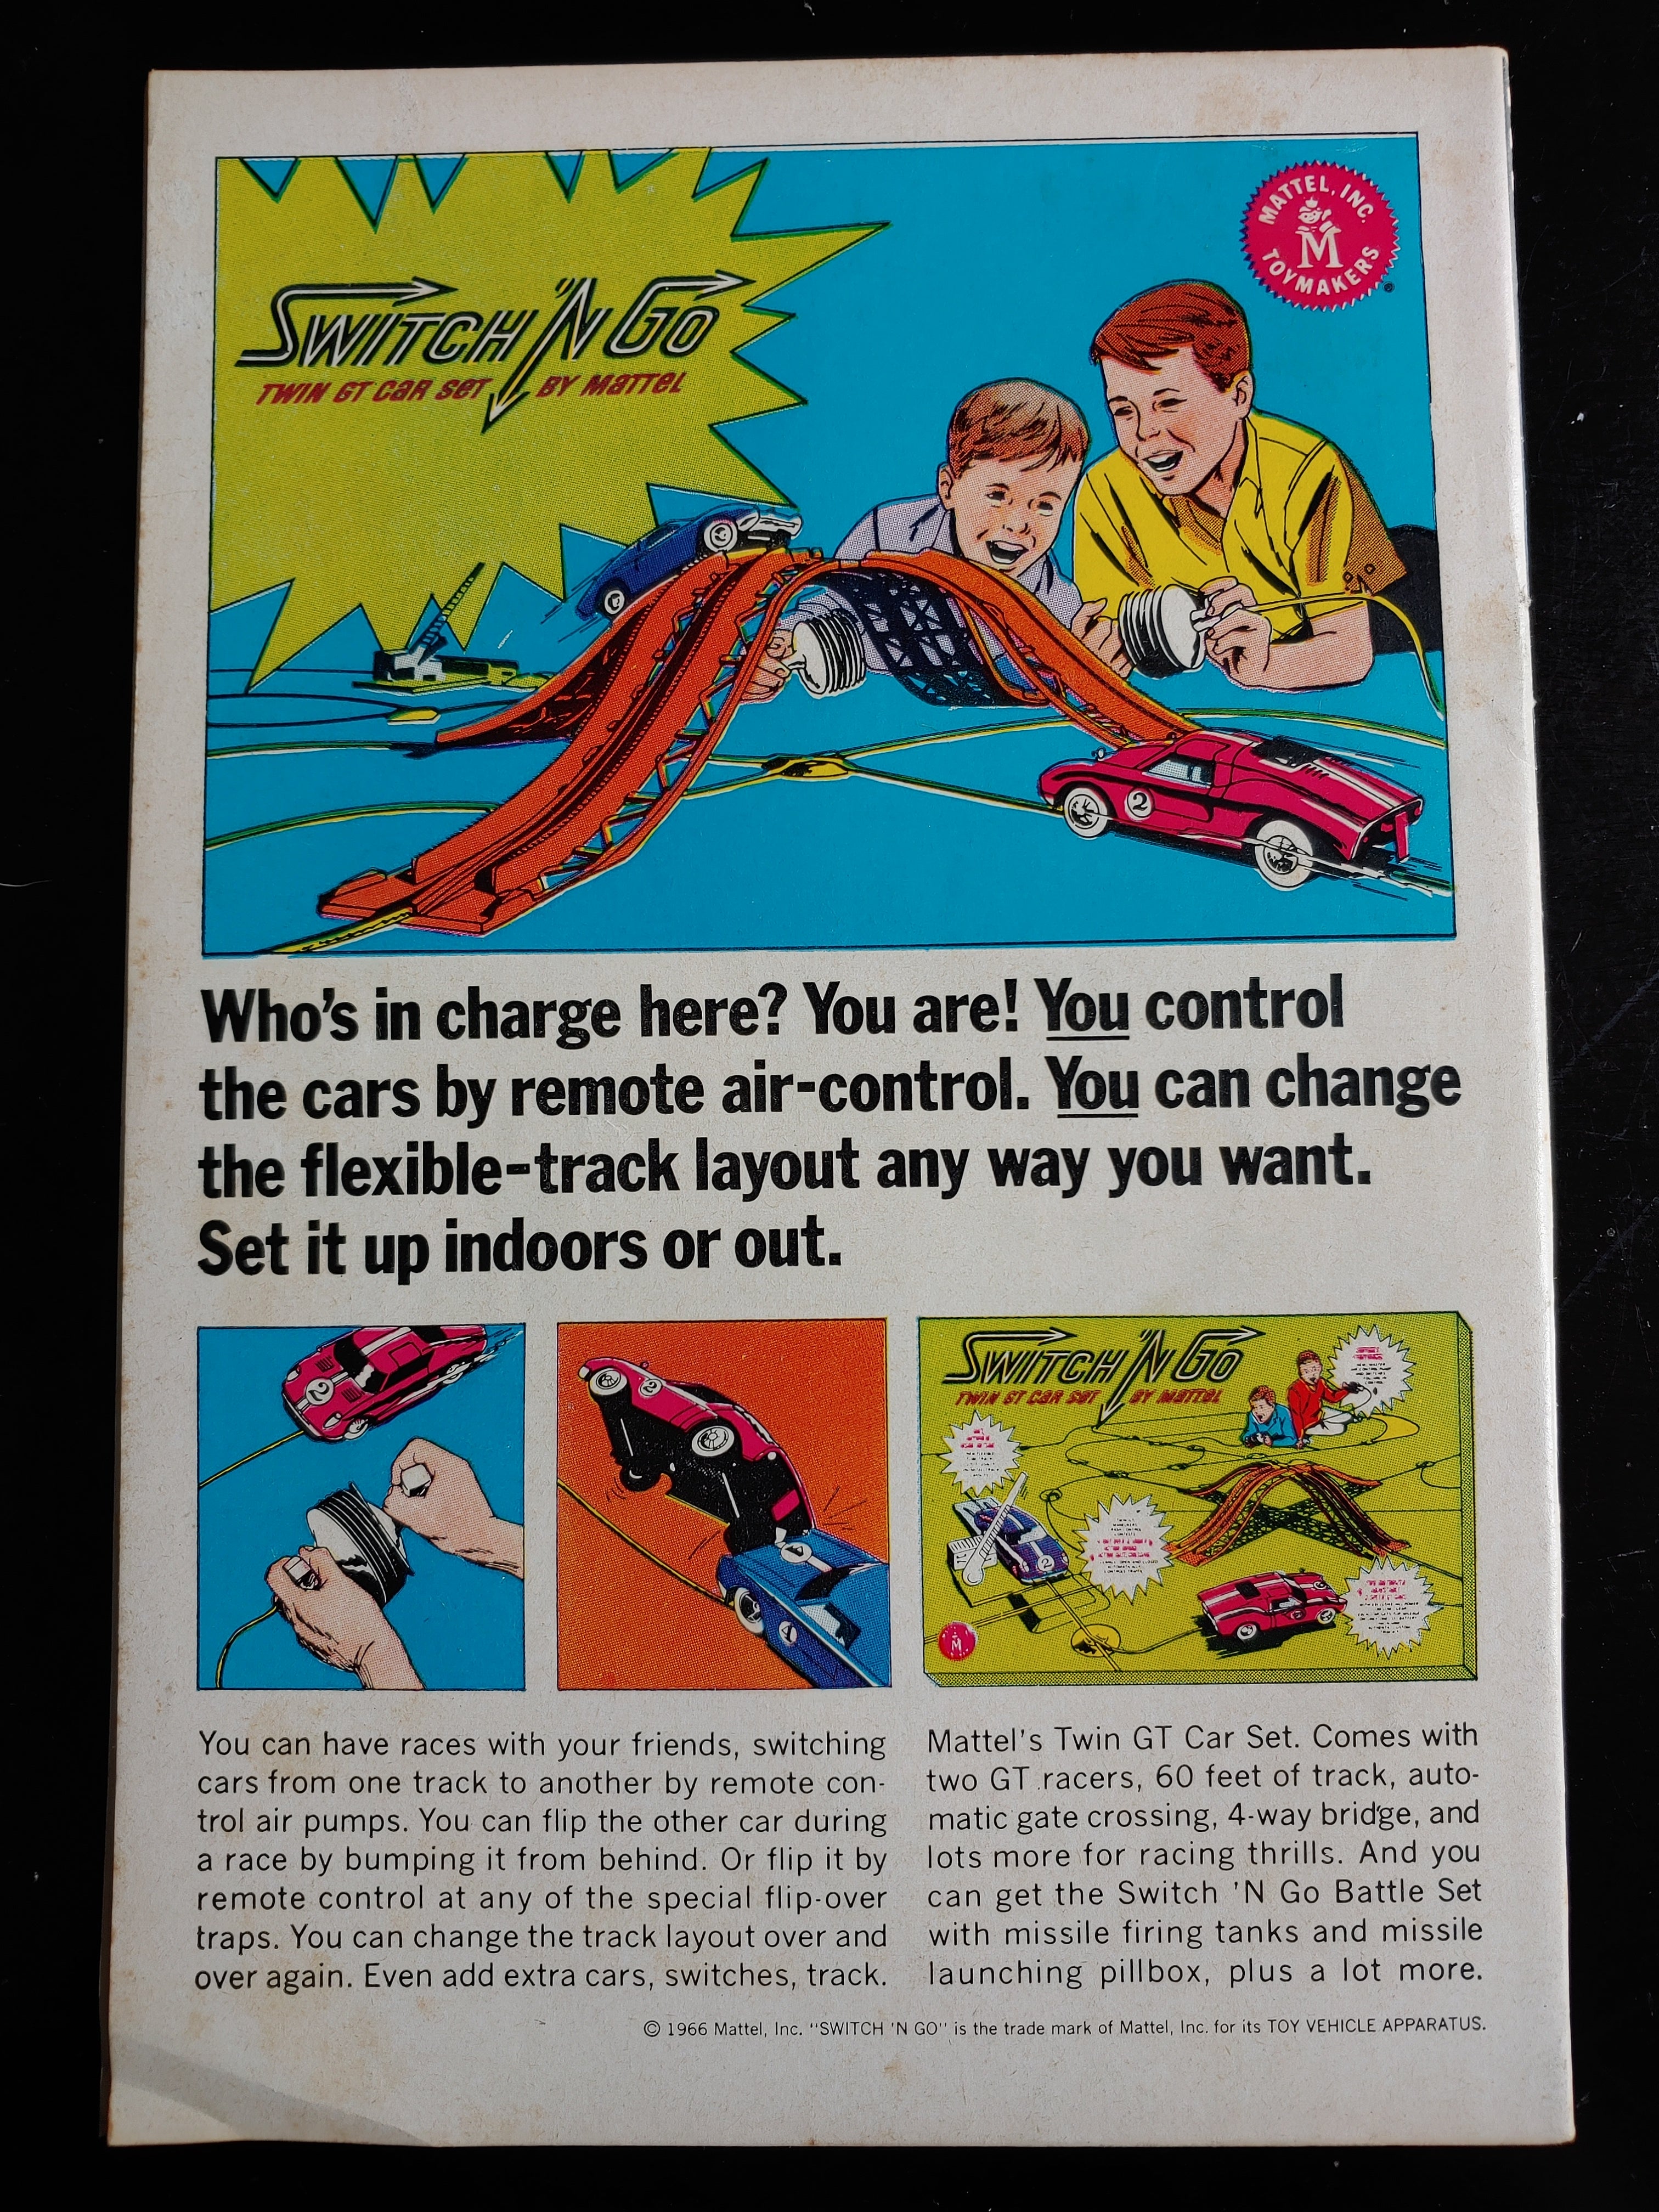 SWITCH 'N GO
TWIN GT CAR SET BY MATTEL
MATTEL, INC.
M
TOYMAKERS
®
2
Who's in charge here? You are! You control
the cars by remote air-control. You can change
the flexible-track layout any way you want.
Set it up indoors or out.
2
2
SWITCH 'N GO
TWIN GT CAR SET BY MATTEL
2
M
You can have races with your friends, switching
cars from one track to another by remote con-
trol air pumps. You can flip the other car during
a race by bumping it from behind. Or flip it by
remote control at any of the special flip-over
traps. You can change the track layout over and
over again. Even add extra cars, switches, track.
Mattel's Twin GT Car Set. Comes with
two GT racers, 60 feet of track, auto-
matic gate crossing, 4-way bridge, and
lots more for racing thrills. And you
can get the Switch 'N Go Battle Set
with missile firing tanks and missile
launching pillbox, plus a lot more.
© 1966 Mattel, Inc. "SWITCH 'N GO" is the trade mark of Mattel, Inc. for its TOY VEHICLE APPARATUS.